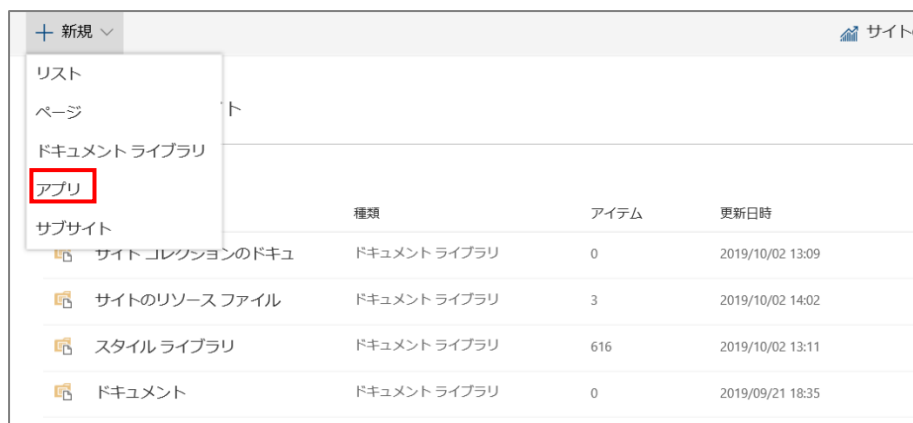 新規
サイト
リスト
ページ
ト
ドキュメント ライブラリ
アプリ
サブサイト
種類 アイテム 更新日時
サイト コレクションのドキュ ドキュメント ライブラリ 0 2019/10/02 13:09
サイトのリソース ファイル ドキュメント ライブラリ 3 2019/10/02 14:02
スタイル ライブラリ ドキュメント ライブラリ 616 2019/10/02 13:11
ドキュメント ドキュメント ライブラリ 0 2019/09/21 18:35